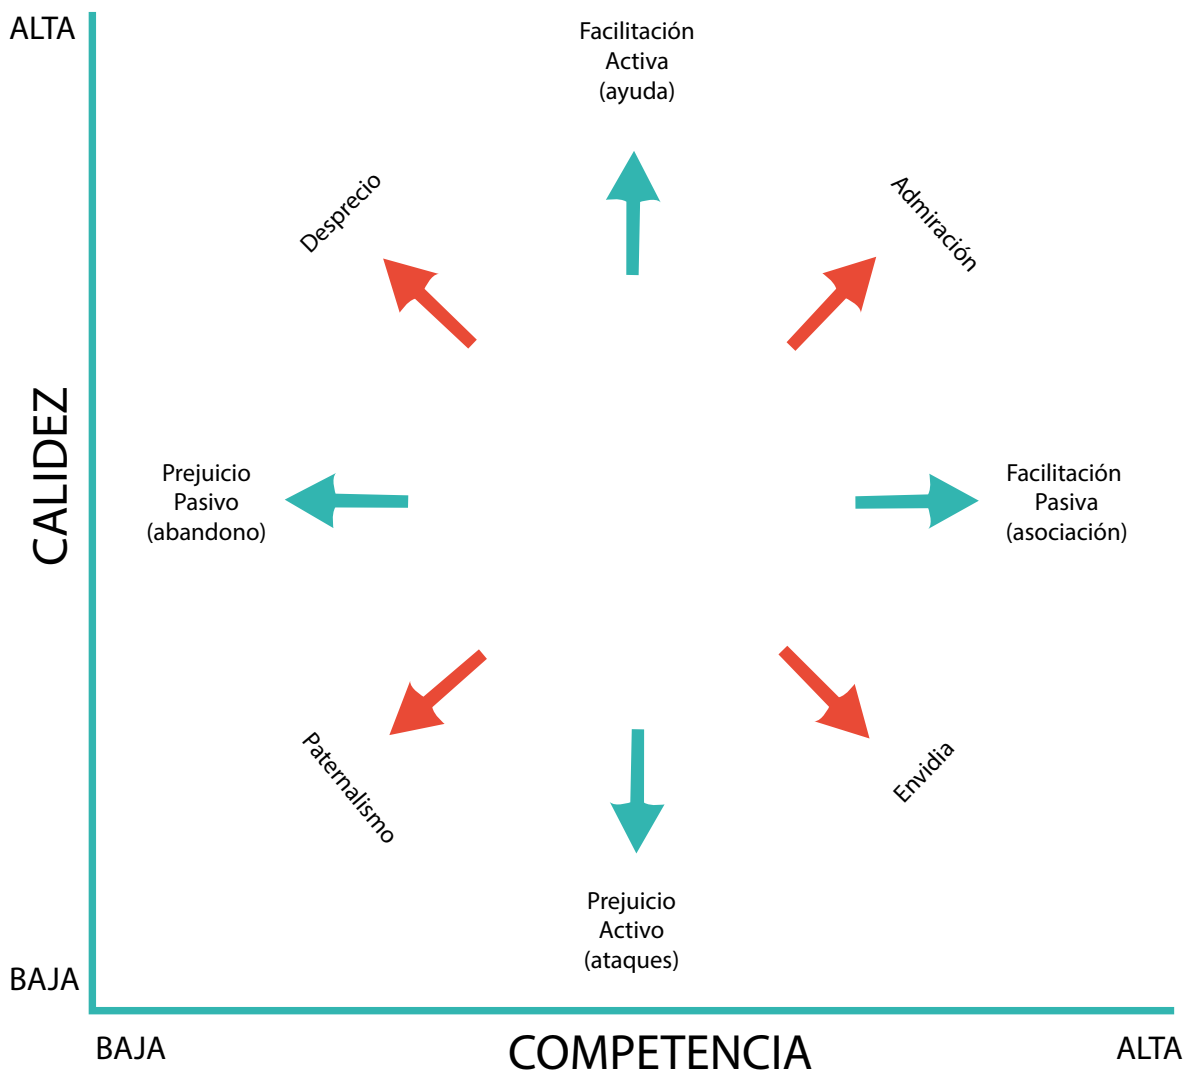 ALTA
Facilitación
Activa
(ayuda)
Desprecio
Admiración
CALIDEZ
Prejuicio
Pasivo
(abandono)
Facilitación
Pasiva
(asociación)
Paternalismo
Envidia
Prejuicio
Activo
(ataques)
BAJA
BAJA
COMPETENCIA
ALTA